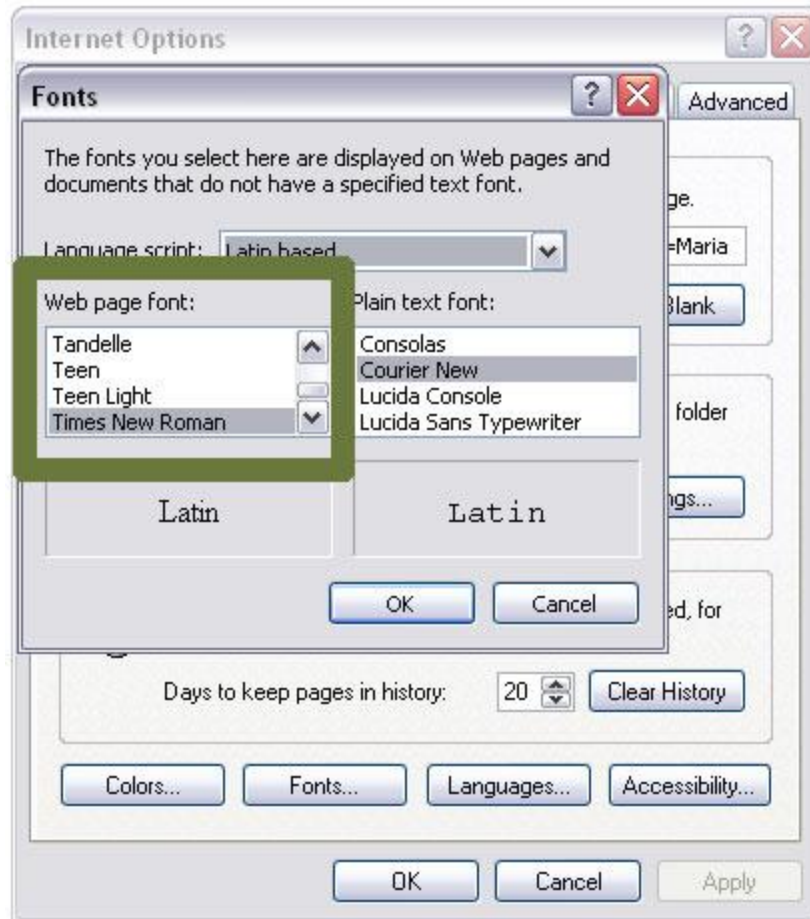 Internet Options
Fonts
Advanced
The fonts you select here are displayed on Web pages and
documents that do not have a specified text font.
Language script: Latin based
=Maria
Web page font:
Plain text font:
Blank
Tandelle
Teen
Teen Light
Times New Roman
Consolas
Courier New
Lucida Console
Lucida Sans Typewriter
folder
Latin
Latin
OK
Cancel
for
Days to keep pages in history: 20
Clear History
Colors...
Fonts...
Languages...
Accessibility...
OK
Cancel
Apply